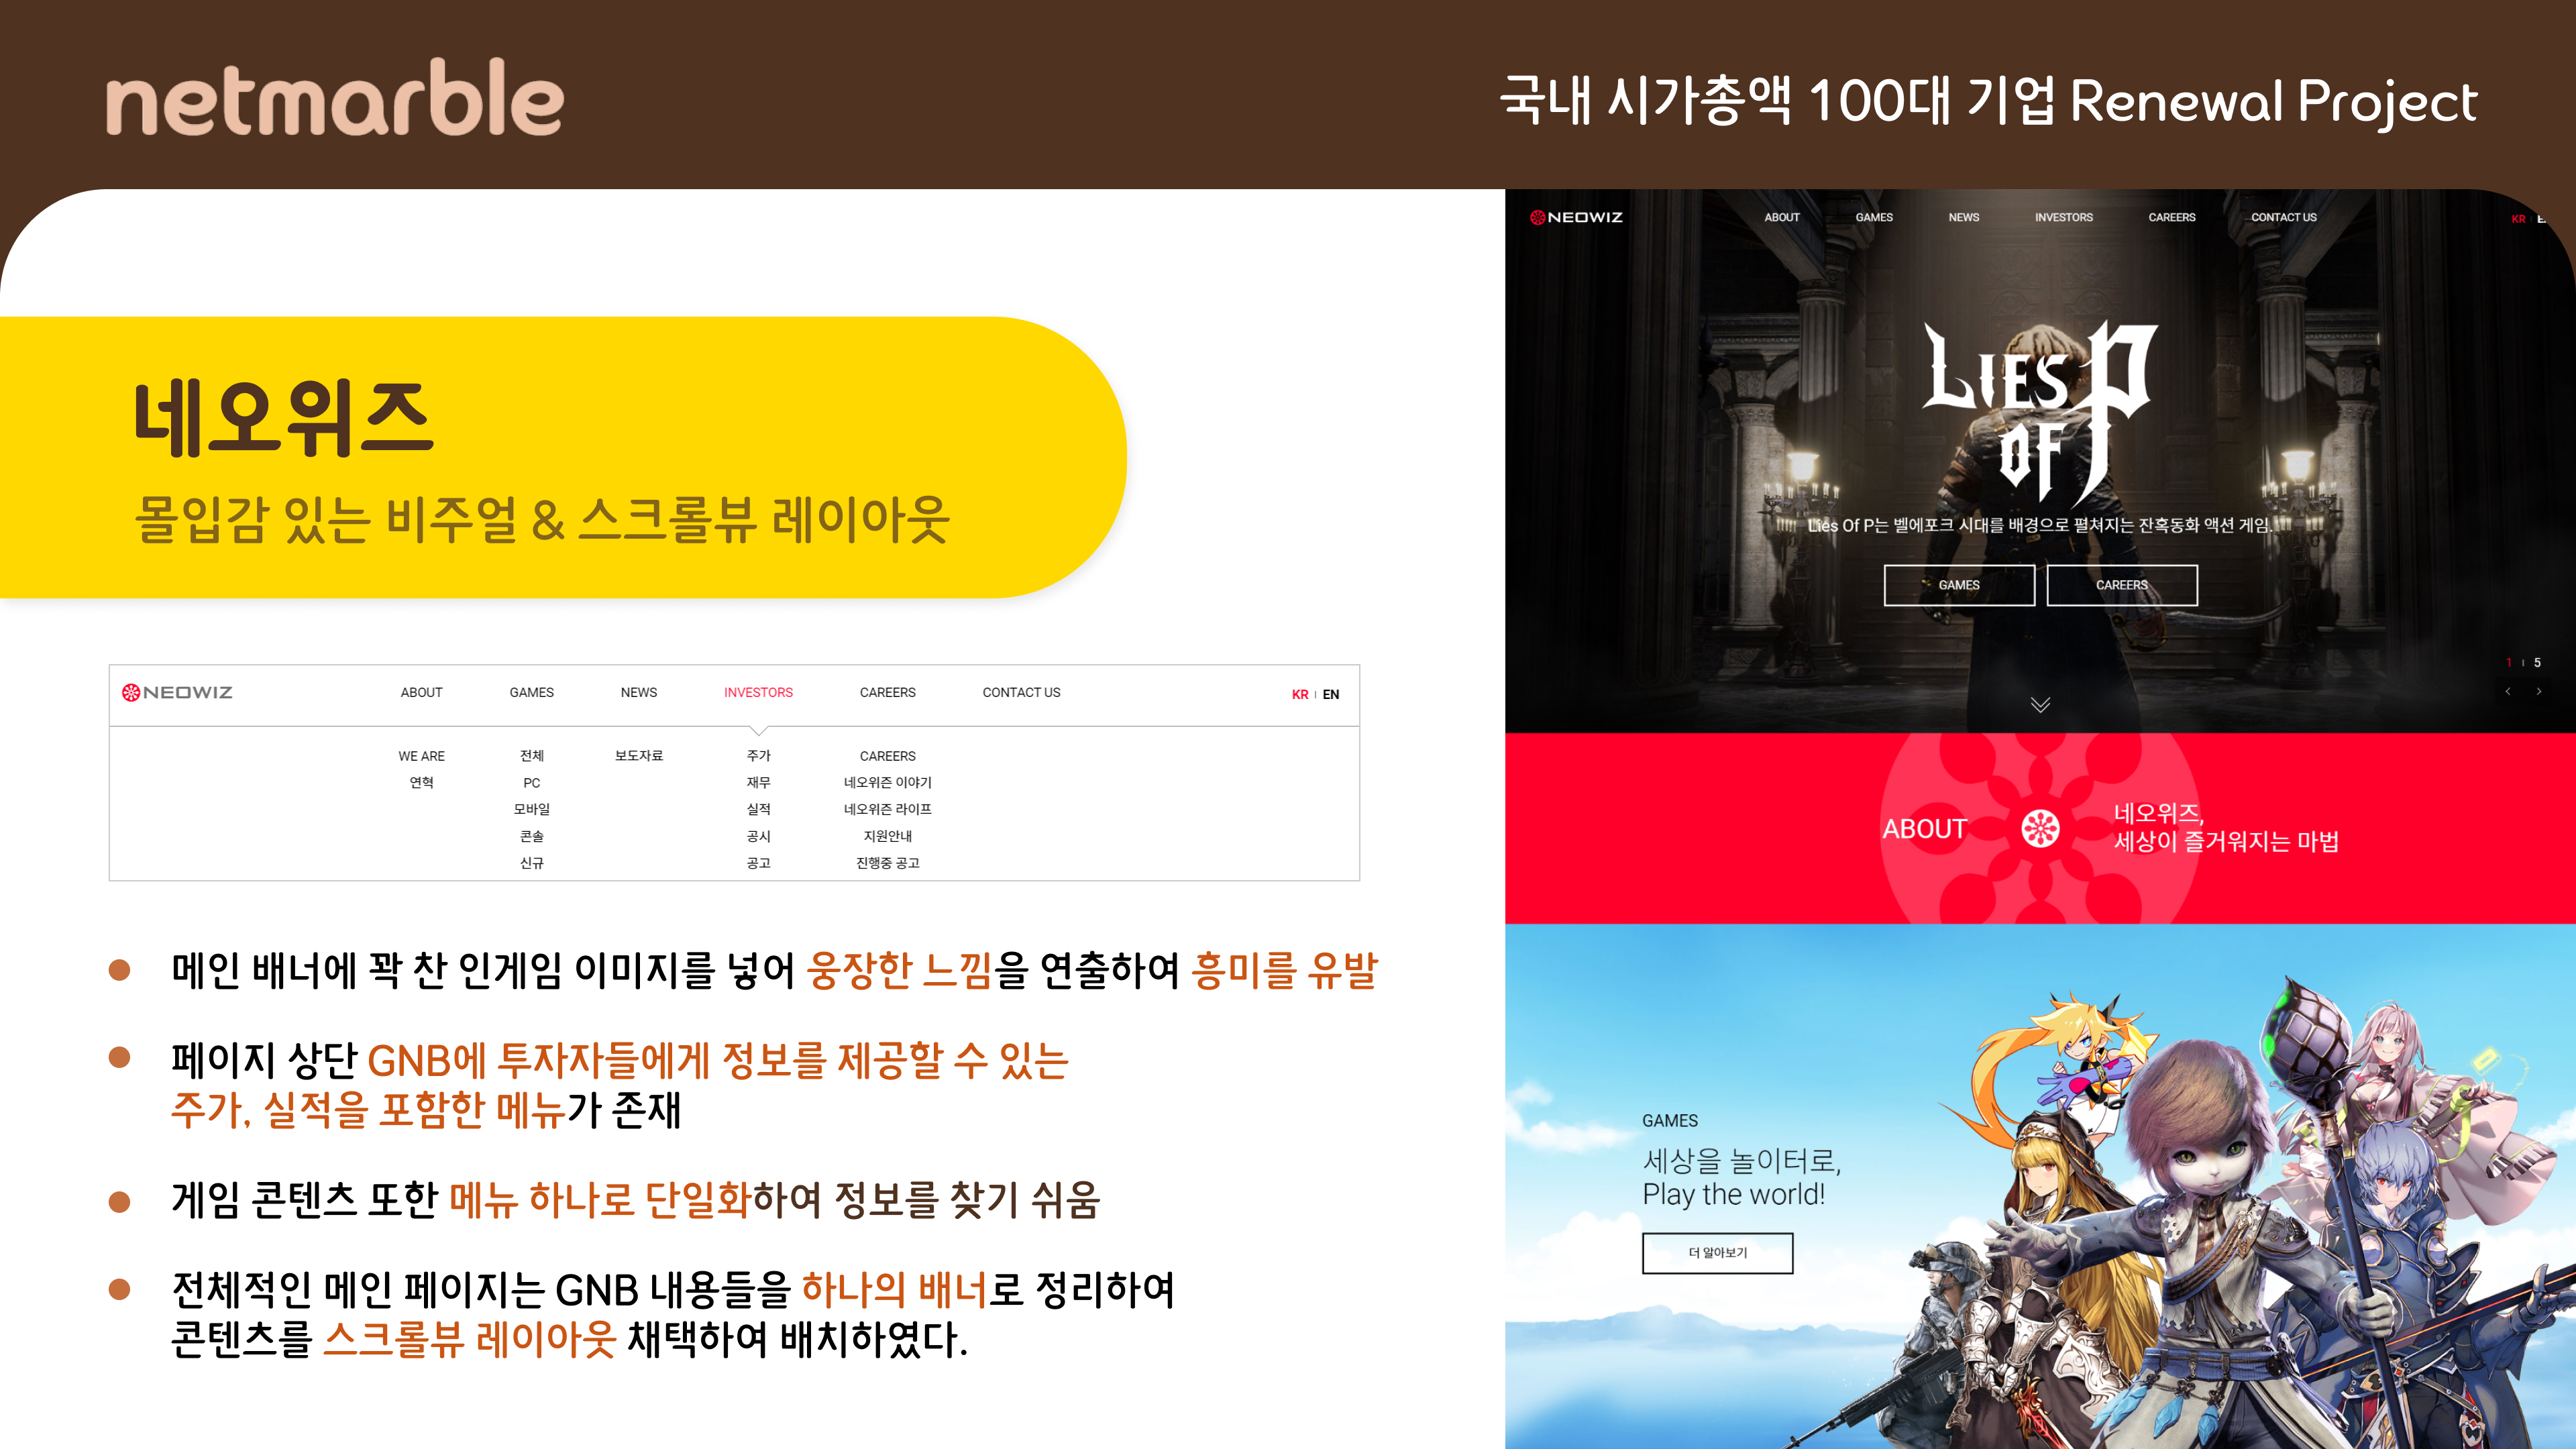 netmarble
국내 시가총액 100대 기업 Renewal Project
네오위즈
몰입감 있는 비주얼 & 스크롤뷰 레이아웃
NEOWIZ ABOUT GAMES NEWS INVESTORS CAREERS CONTACT US KR EN
WE ARE 전체 보도자료 주가 CAREERS
연혁 PC 재무 네오위즌 이야기
모바일 실적 네오위즌 라이프
콘솔 공시 지원안내
신규 공고 진행중 공고
메인 배너에 꽉 찬 인게임 이미지를 넣어 웅장한 느낌을 연출하여 흥미를 유발
페이지 상단 GNB에 투자자들에게 정보를 제공할 수 있는
주가, 실적을 포함한 메뉴가 존재
게임 콘텐츠 또한 메뉴 하나로 단일화하여 정보를 찾기 쉬움
전체적인 메인 페이지는 GNB 내용들을 하나의 배너로 정리하여
콘텐츠를 스크롤뷰 레이아웃 채택하여 배치하였다.
NEOWIZ ABOUT GAMES NEWS INVESTORS CAREERS CONTACT US KR
LIES
OF P
Lies Of P는 벨에포크 시대를 배경으로 펼쳐지는 잔혹동화 액션 게임.
GAMES CAREERS
1 5
ABOUT
네오위즈,
세상이 즐거워지는 마법
GAMES
세상을 놀이터로,
Play the world!
더 알아보기